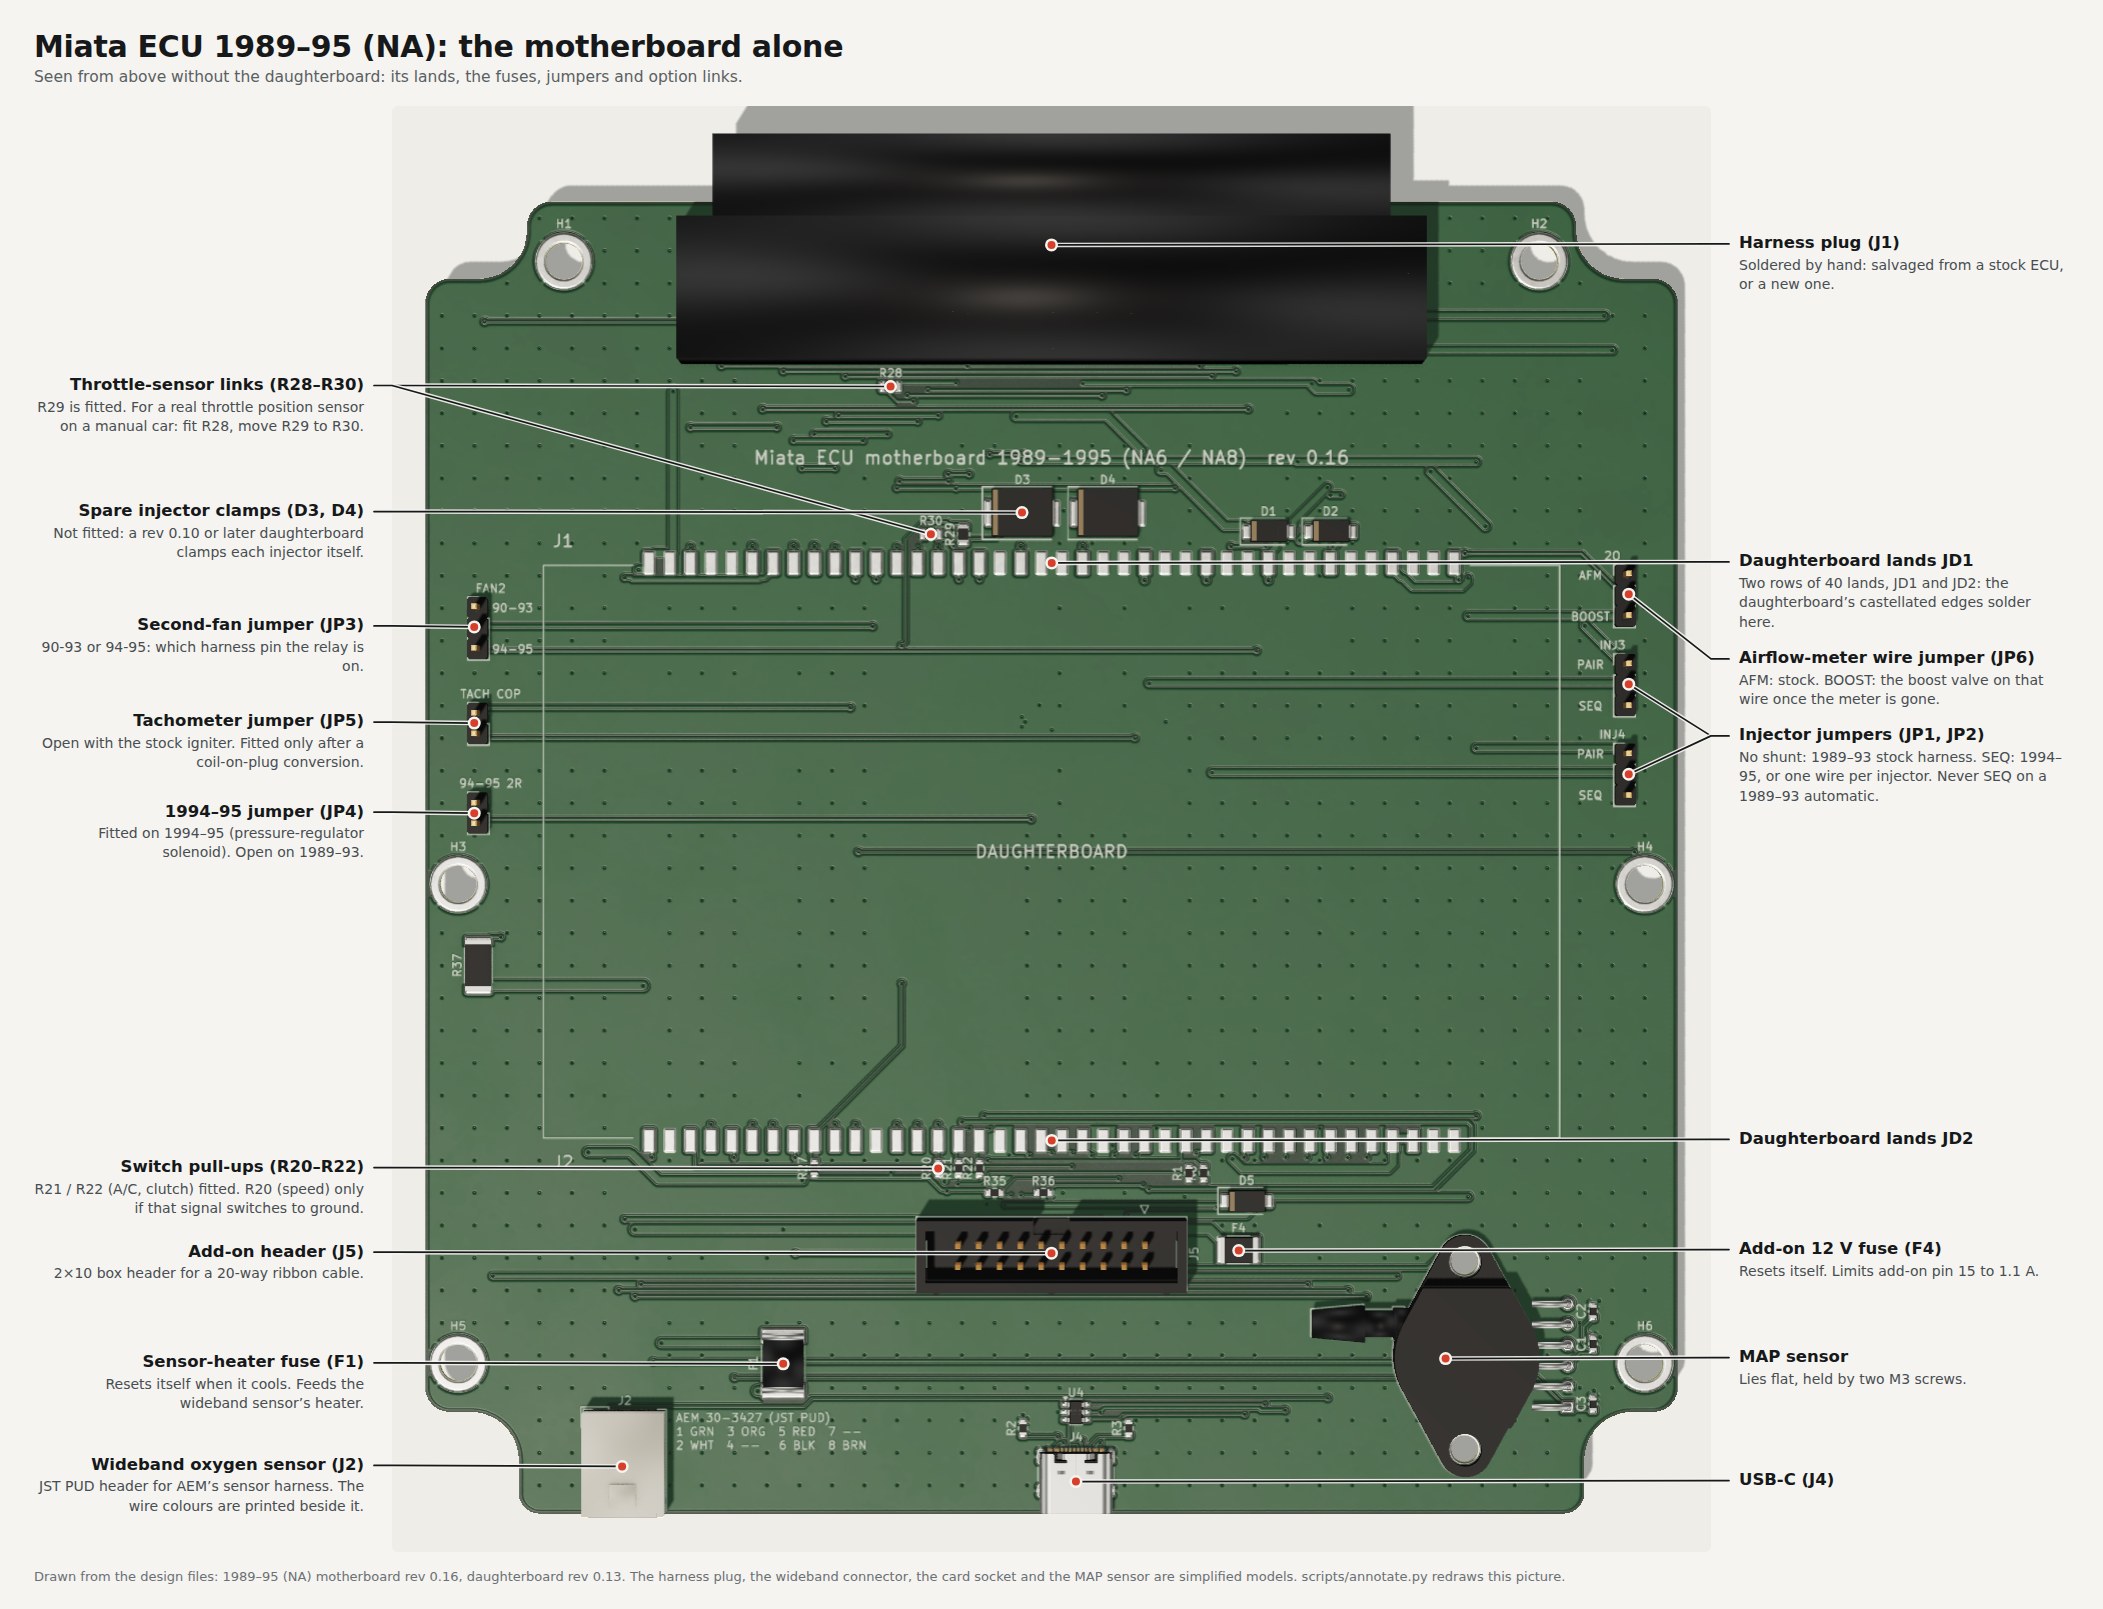 Miata ECU 1989–95 (NA): the motherboard alone
Seen from above without the daughterboard: its lands, the fuses, jumpers and option links.
H1
H2
Harness plug (J1)
Soldered by hand: salvaged from a stock ECU,
or a new one.
Throttle-sensor links (R28–R30)
R29 is fitted. For a real throttle position sensor
on a manual car: fit R28, move R29 to R30.
R28
Miata ECU motherboard 1989–1995 (NA6 / NA8) rev 0.16
D3
D4
Spare injector clamps (D3, D4)
Not fitted: a rev 0.10 or later daughterboard
clamps each injector itself.
R30
R29
D1
D2
J1
20
Daughterboard lands JD1
Two rows of 40 lands, JD1 and JD2: the
daughterboard’s castellated edges solder
here.
AFM
BOOST
FAN2
90–93
94–95
Second-fan jumper (JP3)
90-93 or 94-95: which harness pin the relay is
on.
INJ3
PAIR
SEQ
Airflow-meter wire jumper (JP6)
AFM: stock. BOOST: the boost valve on that
wire once the meter is gone.
TACH COP
Tachometer jumper (JP5)
Open with the stock igniter. Fitted only after a
coil-on-plug conversion.
INJ4
PAIR
SEQ
Injector jumpers (JP1, JP2)
No shunt: 1989–93 stock harness. SEQ: 1994–
95, or one wire per injector. Never SEQ on a
1989–93 automatic.
94–95 2R
1994–95 jumper (JP4)
Fitted on 1994–95 (pressure-regulator
solenoid). Open on 1989–93.
H3
DAUGHTERBOARD
H4
R37
Daughterboard lands JD2
J2
Switch pull-ups (R20–R22)
R21 / R22 (A/C, clutch) fitted. R20 (speed) only
if that signal switches to ground.
R20
R22
R35
R36
R1
D5
Add-on header (J5)
2×10 box header for a 20-way ribbon cable.
J5
F4
Add-on 12 V fuse (F4)
Resets itself. Limits add-on pin 15 to 1.1 A.
C2
C1
C3
H5
H6
Sensor-heater fuse (F1)
Resets itself when it cools. Feeds the
wideband sensor’s heater.
F1
MAP sensor
Lies flat, held by two M3 screws.
J2
AEM 30–3427 (JST PUD)
1 GRN 3 ORG 5 RED 7 ––
2 WHT 4 –– 6 BLK 8 BRN
U4
R2
R3
J4
Wideband oxygen sensor (J2)
JST PUD header for AEM’s sensor harness. The
wire colours are printed beside it.
USB-C (J4)
Drawn from the design files: 1989–95 (NA) motherboard rev 0.16, daughterboard rev 0.13. The harness plug, the wideband connector, the card socket and the MAP sensor are simplified models. scripts/annotate.py redraws this picture.